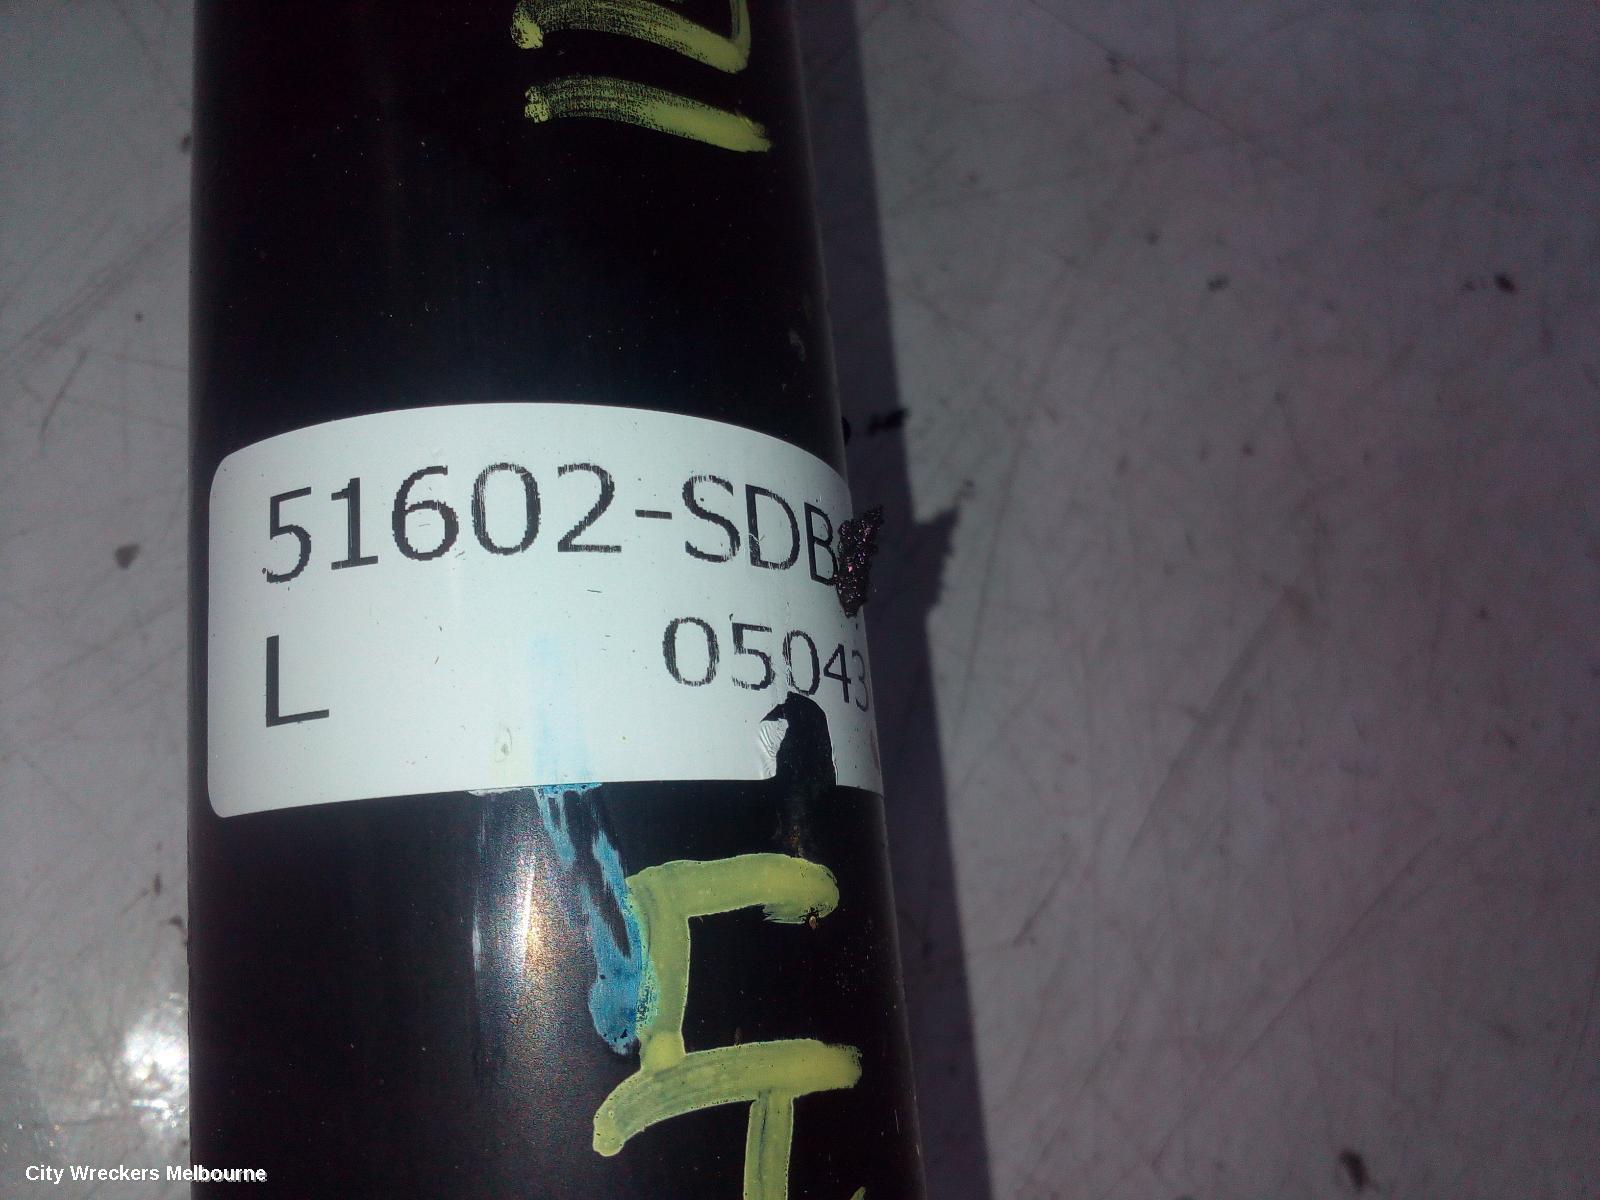 51602-SDB
L 05043
City Wreckers Melbourne